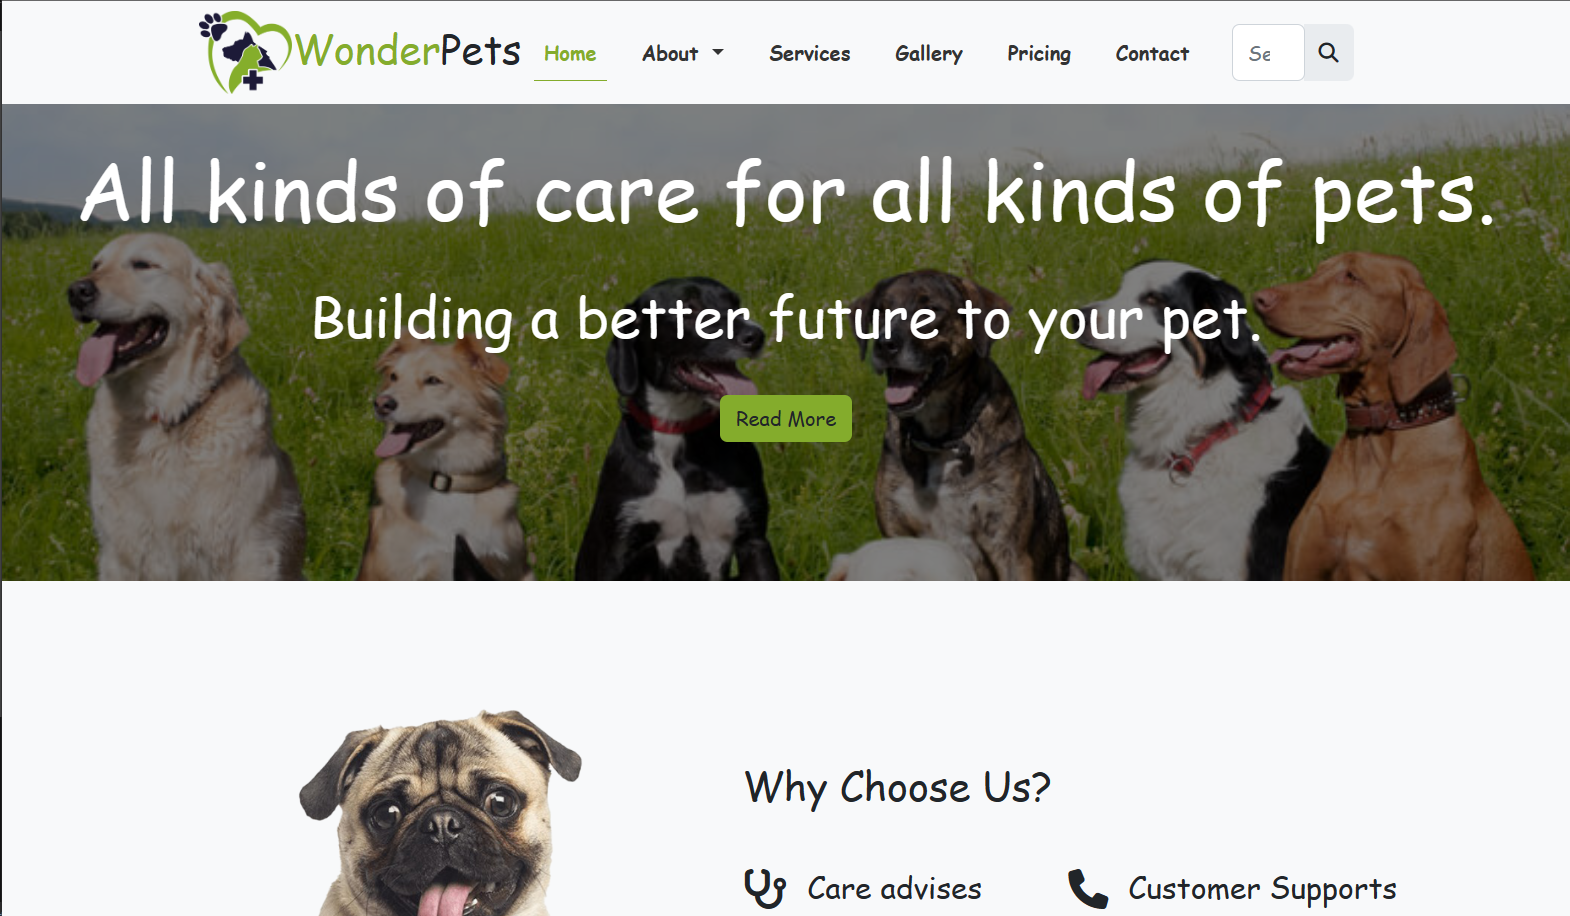 WonderPets Home About Services Gallery Pricing Contact Se
All kinds of care for all kinds of pets.
Building a better future to your pet.
Read More
Why Choose Us?
Care advises Customer Supports